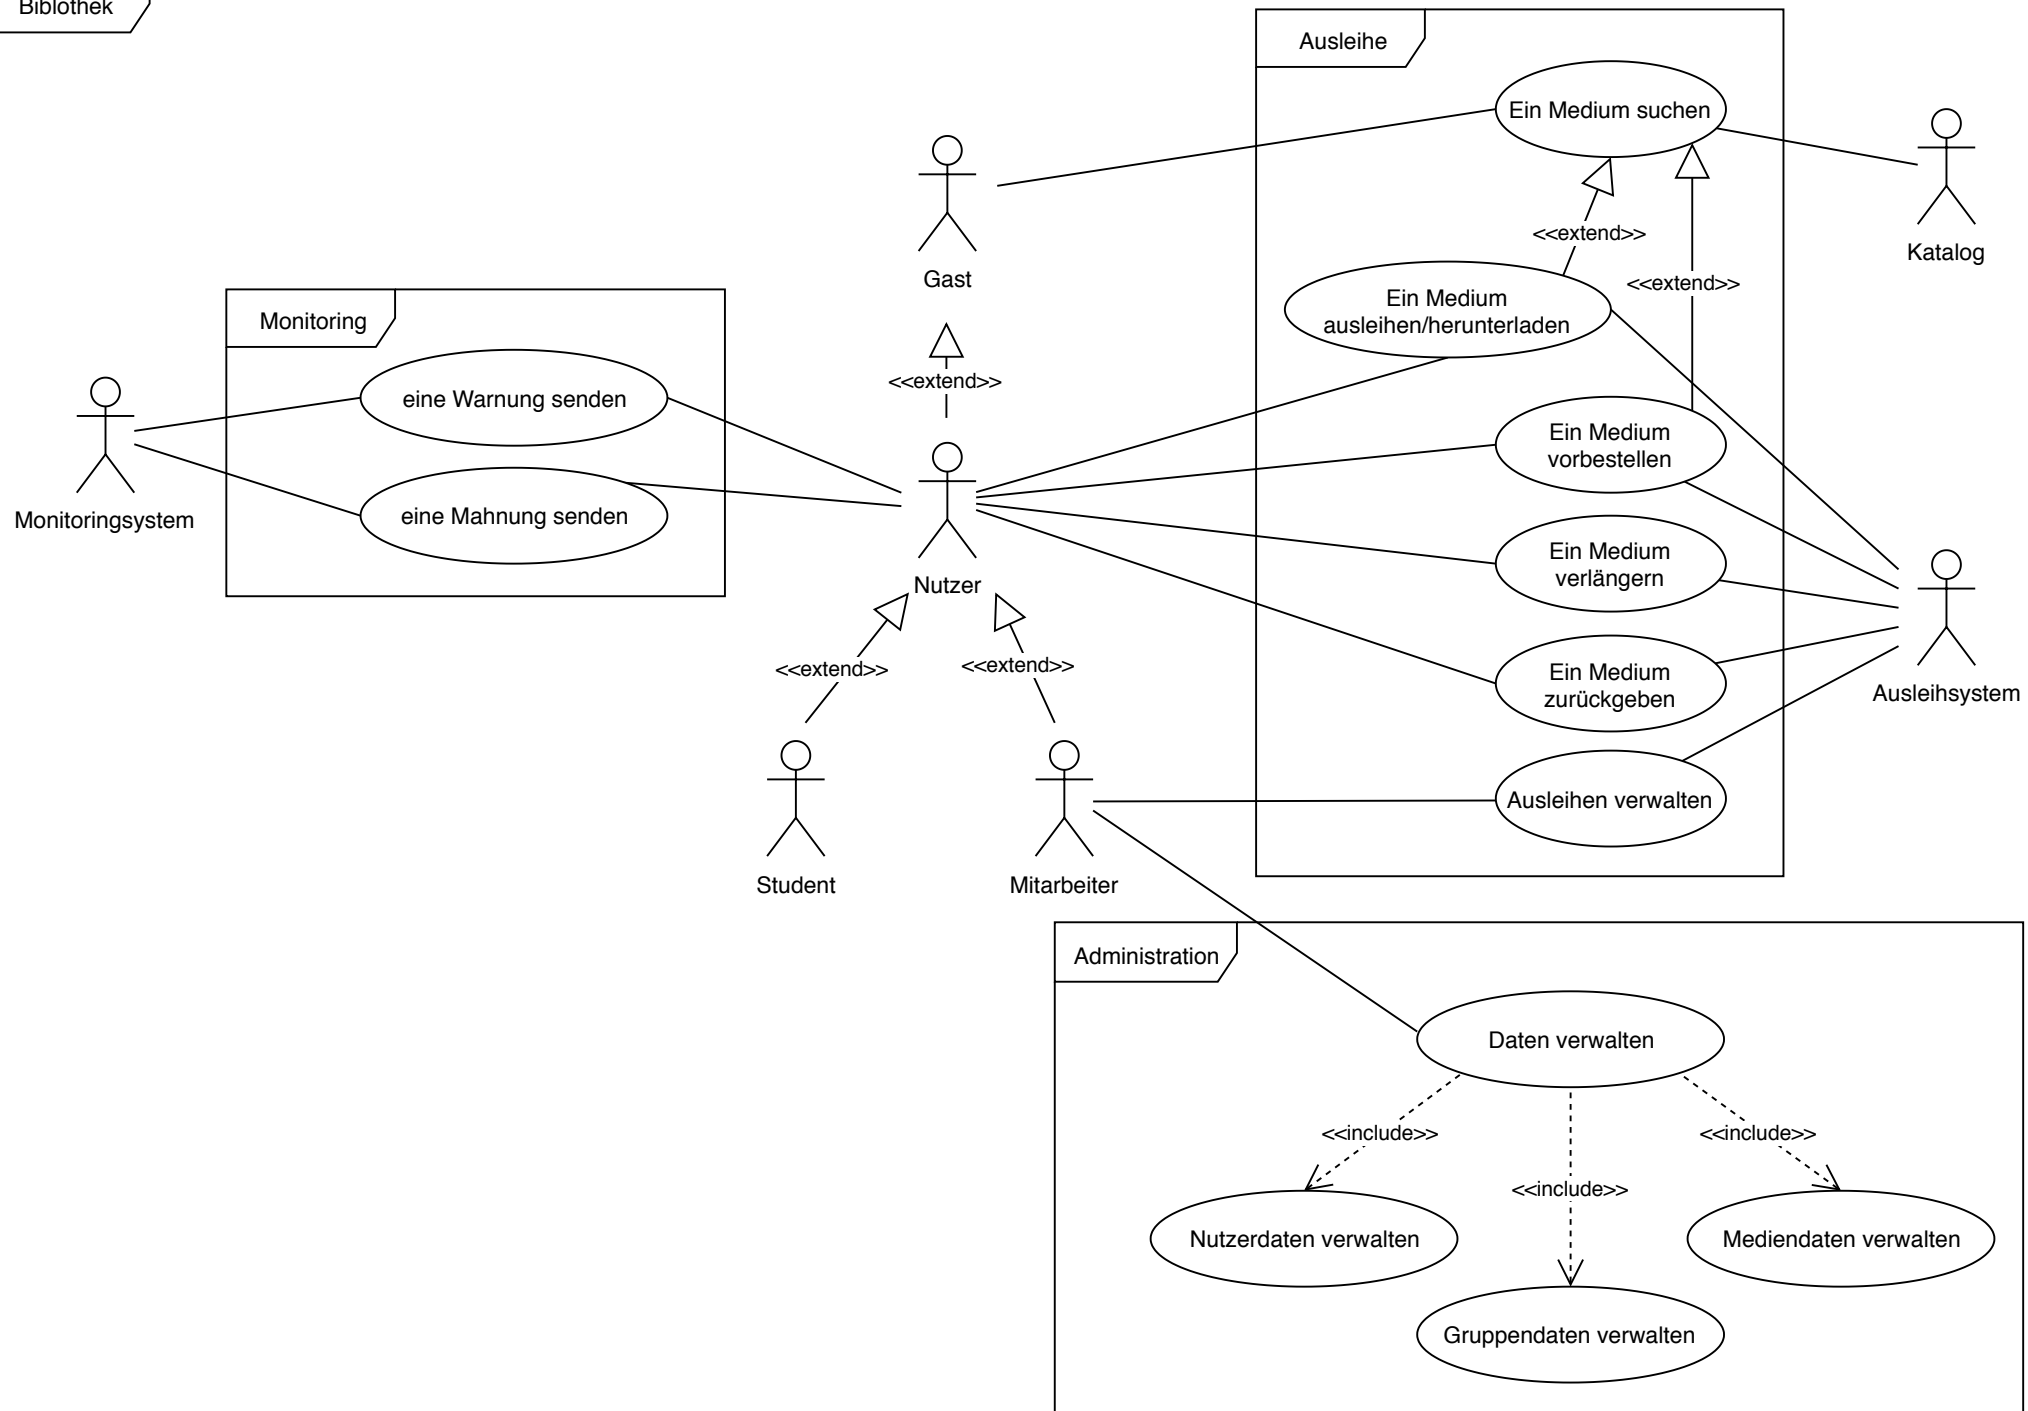 Biblothek
Ausleihe
Ein Medium suchen
Gast
Katalog
<<extend>>
<<extend>>
Ein Medium
ausleihen/herunterladen
Monitoring
<<extend>>
eine Warnung senden
Ein Medium
vorbestellen
Monitoringsystem
eine Mahnung senden
Nutzer
Ein Medium
verlängern
<<extend>>
<<extend>>
Ein Medium
zurückgeben
Ausleihsystem
Ausleihen verwalten
Student
Mitarbeiter
Administration
Daten verwalten
<<include>>
<<include>>
<<include>>
Nutzerdaten verwalten
Mediendaten verwalten
Gruppendaten verwalten